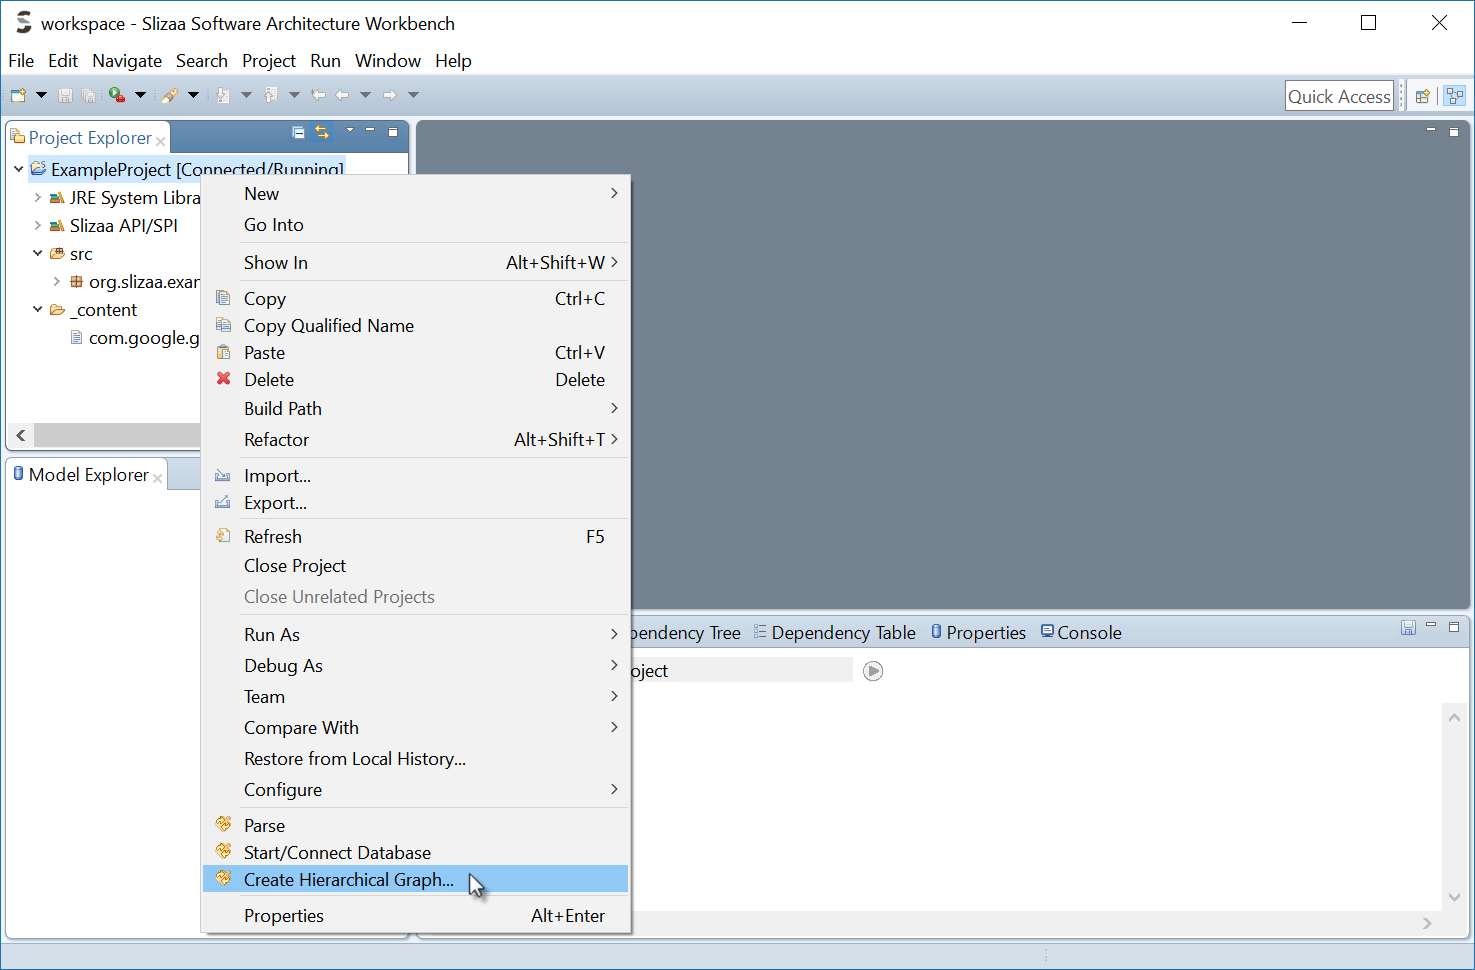 workspace - Slizaa Software Architecture Workbench
File Edit Navigate Search Project Run Window Help
Quick Access
Project Explorer
ExampleProject [Connected/Running]
JRE System Libra
Slizaa API/SPI
src
org.slizaa.exar
_content
com.google.g
Model Explorer
New
Go Into
Show In Alt+Shift+W
Copy Ctrl+C
Copy Qualified Name
Paste Ctrl+V
Delete Delete
Build Path
Refactor Alt+Shift+T
Import...
Export...
Refresh F5
Close Project
Close Unrelated Projects
Run As
Debug As
Team
Compare With
Restore from Local History...
Configure
Parse
Start/Connect Database
Create Hierarchical Graph...
Properties Alt+Enter
pendency Tree Dependency Table Properties Console
oject